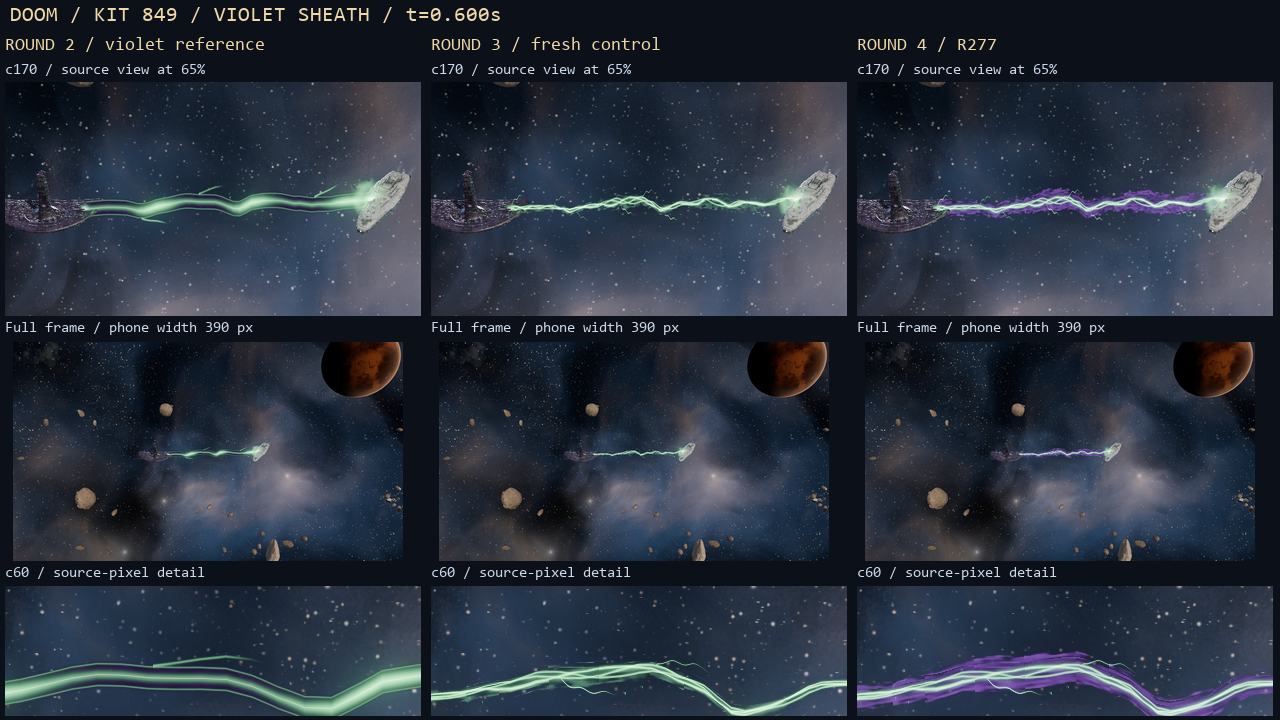 DOOM / KIT 849 / VIOLET SHEATH / t=0.600s
ROUND 2 / violet reference
ROUND 3 / fresh control
ROUND 4 / R277
c170 / source view at 65%
c170 / source view at 65%
c170 / source view at 65%
Full frame / phone width 390 px
Full frame / phone width 390 px
Full frame / phone width 390 px
c60 / source-pixel detail
c60 / source-pixel detail
c60 / source-pixel detail